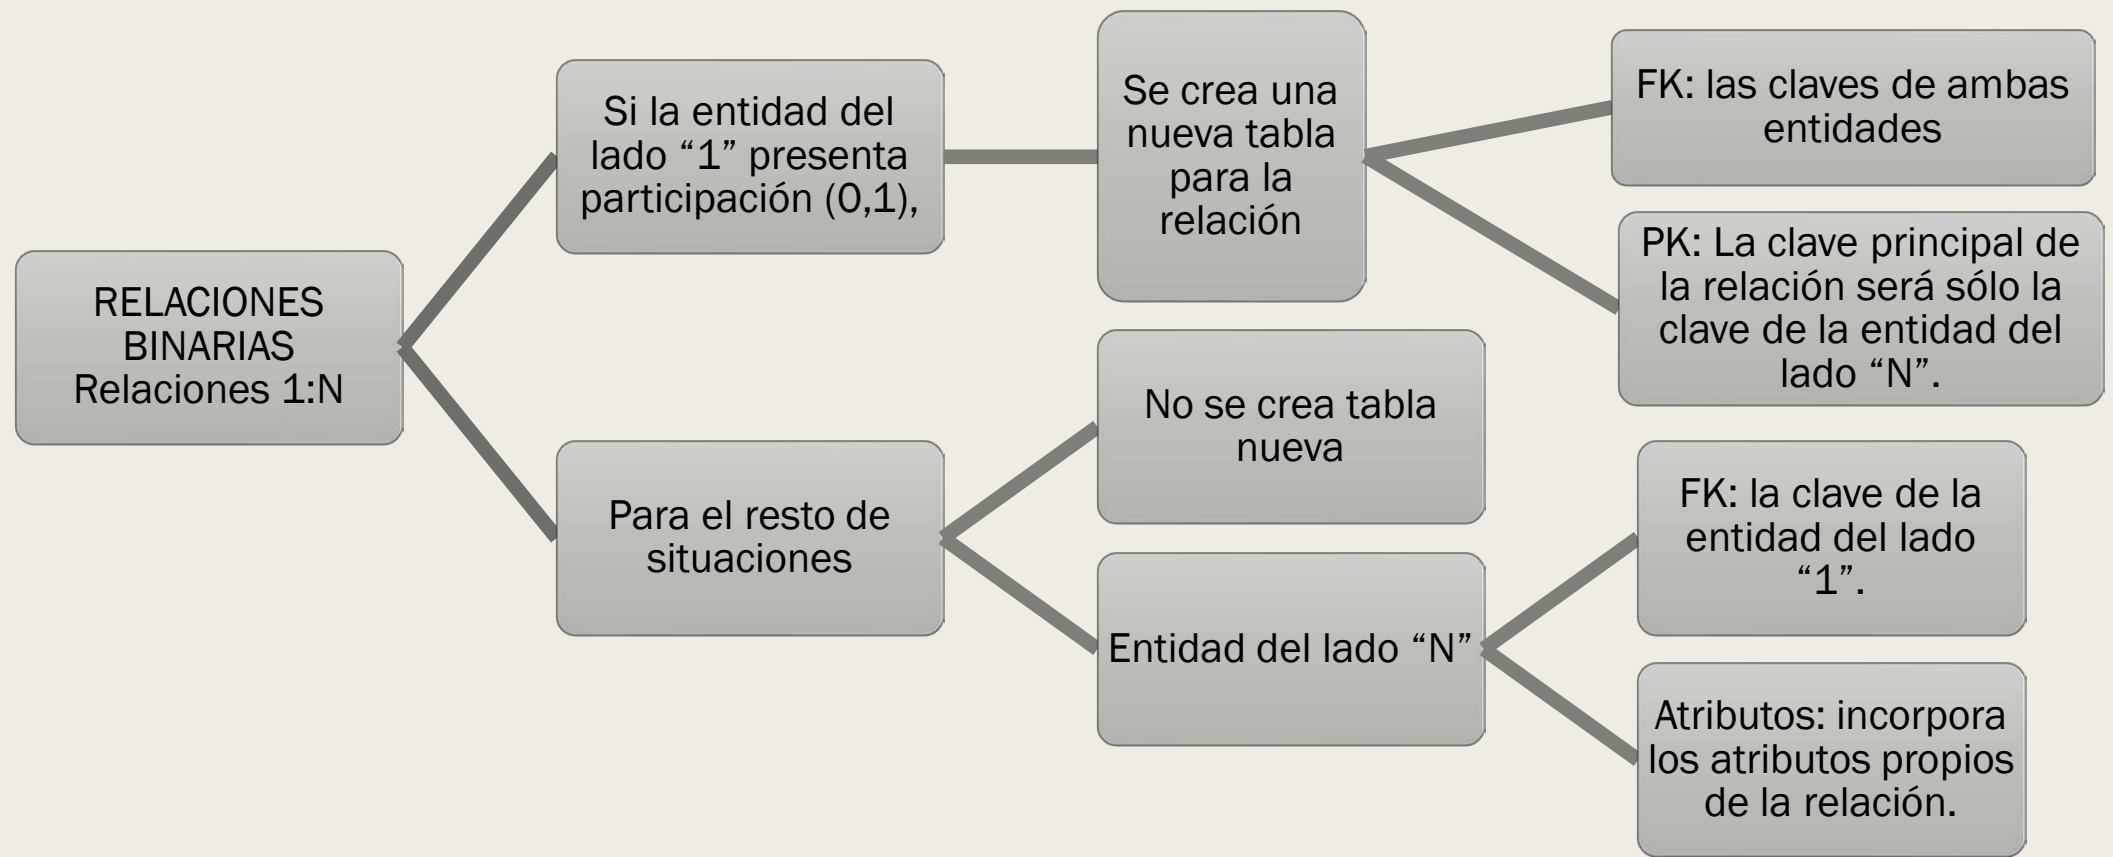 RELACIONES
BINARIAS
Relaciones 1:N
Si la entidad del
lado “1” presenta
participación (0,1),
Se crea una
nueva tabla
para la
relación
FK: las claves de ambas
entidades
PK: La clave principal de
la relación será sólo la
clave de la entidad del
lado “N”.
Para el resto de
situaciones
No se crea tabla
nueva
Entidad del lado “N”
FK: la clave de la
entidad del lado
“1”.
Atributos: incorpora
los atributos propios
de la relación.